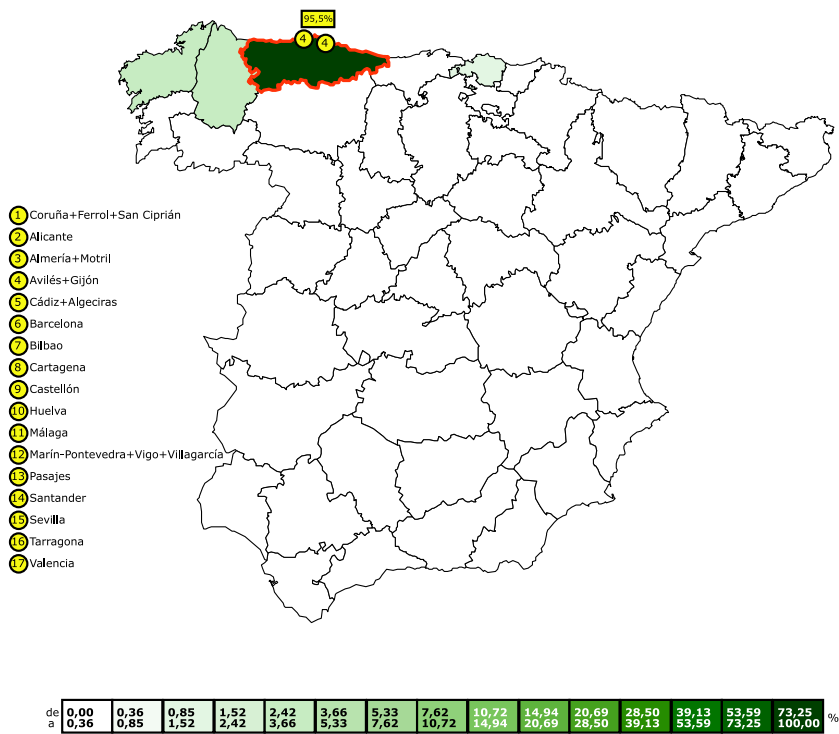 95,5%
4 4
1 Coruña+Ferrol+San Ciprián
2 Alicante
3 Almería+Motril
4 Avilés+Gijón
5 Cádiz+Algeciras
6 Barcelona
7 Bilbao
8 Cartagena
9 Castellón
10 Huelva
11 Málaga
12 Marín-Pontevedra+Vigo+Villagarcía
13 Pasajes
14 Santander
15 Sevilla
16 Tarragona
17 Valencia
de 0,00 0,36 0,85 1,52 2,42 3,66 5,33 7,62 10,72 14,94 20,69 28,50 39,13 53,59 73,25 %
a 0,36 0,85 1,52 2,42 3,66 5,33 7,62 10,72 14,94 20,69 28,50 39,13 53,59 73,25 100,00